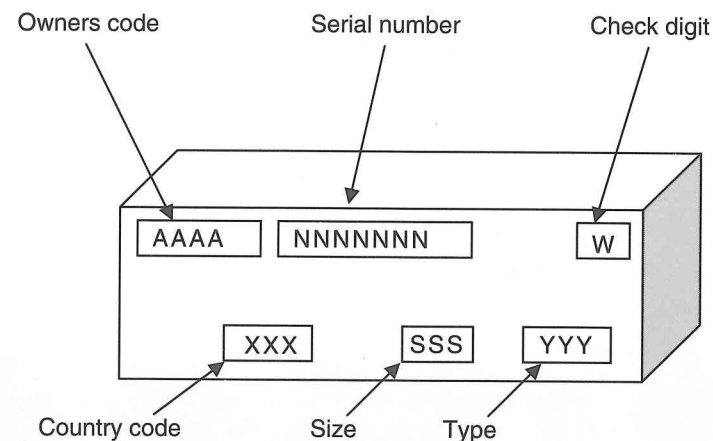 Owners code Serial number Check digit
AAAA NNNNNNN W
XXX SSS YYY
Country code Size Type